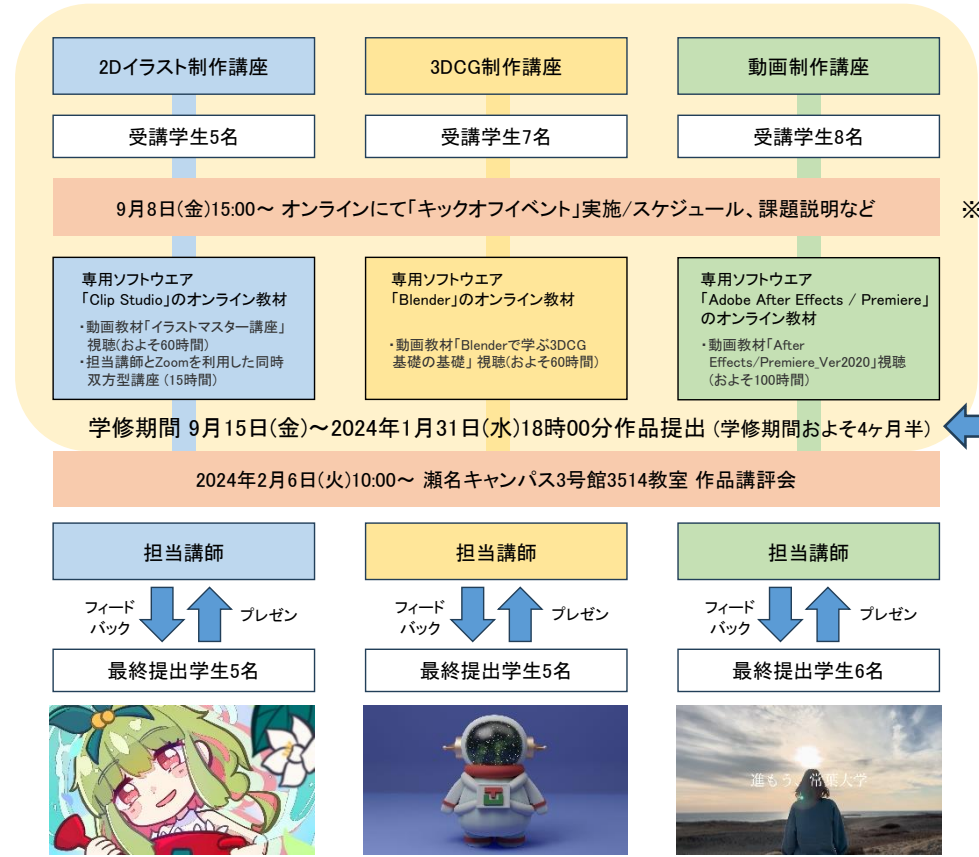 2Dイラスト制作講座
3DCG制作講座
動画制作講座
受講学生5名
受講学生7名
受講学生8名
9月8日(金)15:00～ オンラインにて「キックオフイベント」実施/スケジュール、課題説明など
※
専用ソフトウエア
「Clip Studio」のオンライン教材
・動画教材「イラストマスター講座」
視聴(およそ60時間)
・担当講師とZoomを利用した同時
双方型講座 (15時間)
専用ソフトウエア
「Blender」のオンライン教材
・動画教材「Blenderで学ぶ3DCG
基礎の基礎」 視聴(およそ60時間)
専用ソフトウエア
「Adobe After Effects / Premiere」
のオンライン教材
・動画教材「After
Effects/Premiere_Ver2020」視聴
(およそ100時間)
学修期間 9月15日(金)～2024年1月31日(水)18時00分作品提出 (学修期間およそ4ヶ月半)
2024年2月6日(火)10:00～ 瀬名キャンパス3号館3514教室 作品講評会
担当講師
担当講師
担当講師
フィード
バック
プレゼン
フィード
バック
プレゼン
フィード
バック
プレゼン
最終提出学生5名
最終提出学生5名
最終提出学生6名
進もう、常葉大学